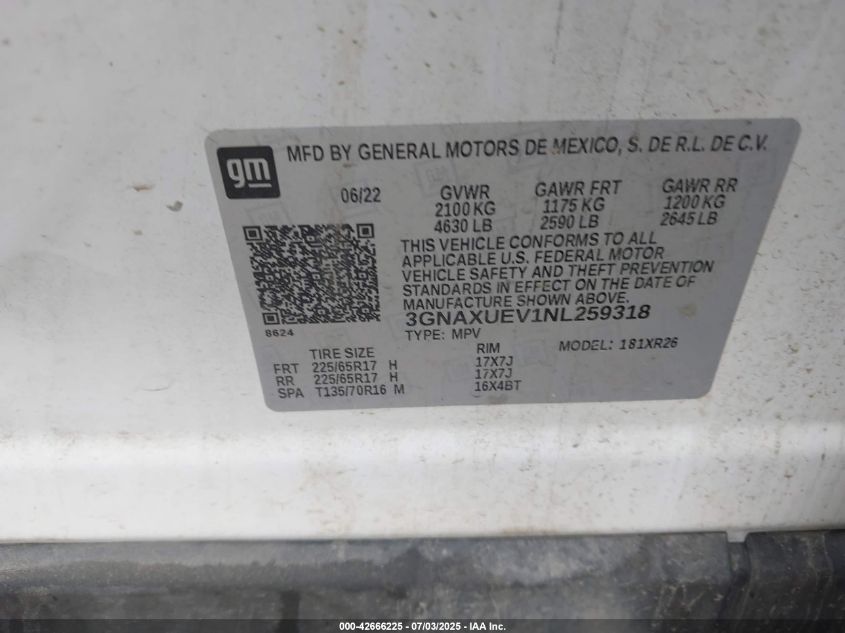 gm
MFD BY GENERAL MOTORS DE MEXICO, S. DE R.L. DE C.V.
06/22 GVWR GAWR FRT GAWR RR
2100 KG 1175 KG 1200 KG
4630 LB 2590 LB 2645 LB
THIS VEHICLE CONFORMS TO ALL
APPLICABLE U.S. FEDERAL MOTOR
VEHICLE SAFETY AND THEFT PREVENTION
STANDARDS IN EFFECT ON THE DATE OF
MANUFACTURE SHOWN ABOVE.
3GNAXUEV1NL259318
8624
TYPE: MPV MODEL: 181XR26
TIRE SIZE RIM
FRT 225/65R17 H 17X7J
RR 225/65R17 H 17X7J
SPA T135/70R16 M 16X4BT
000-42666225 - 07/03/2025 - IAA Inc.